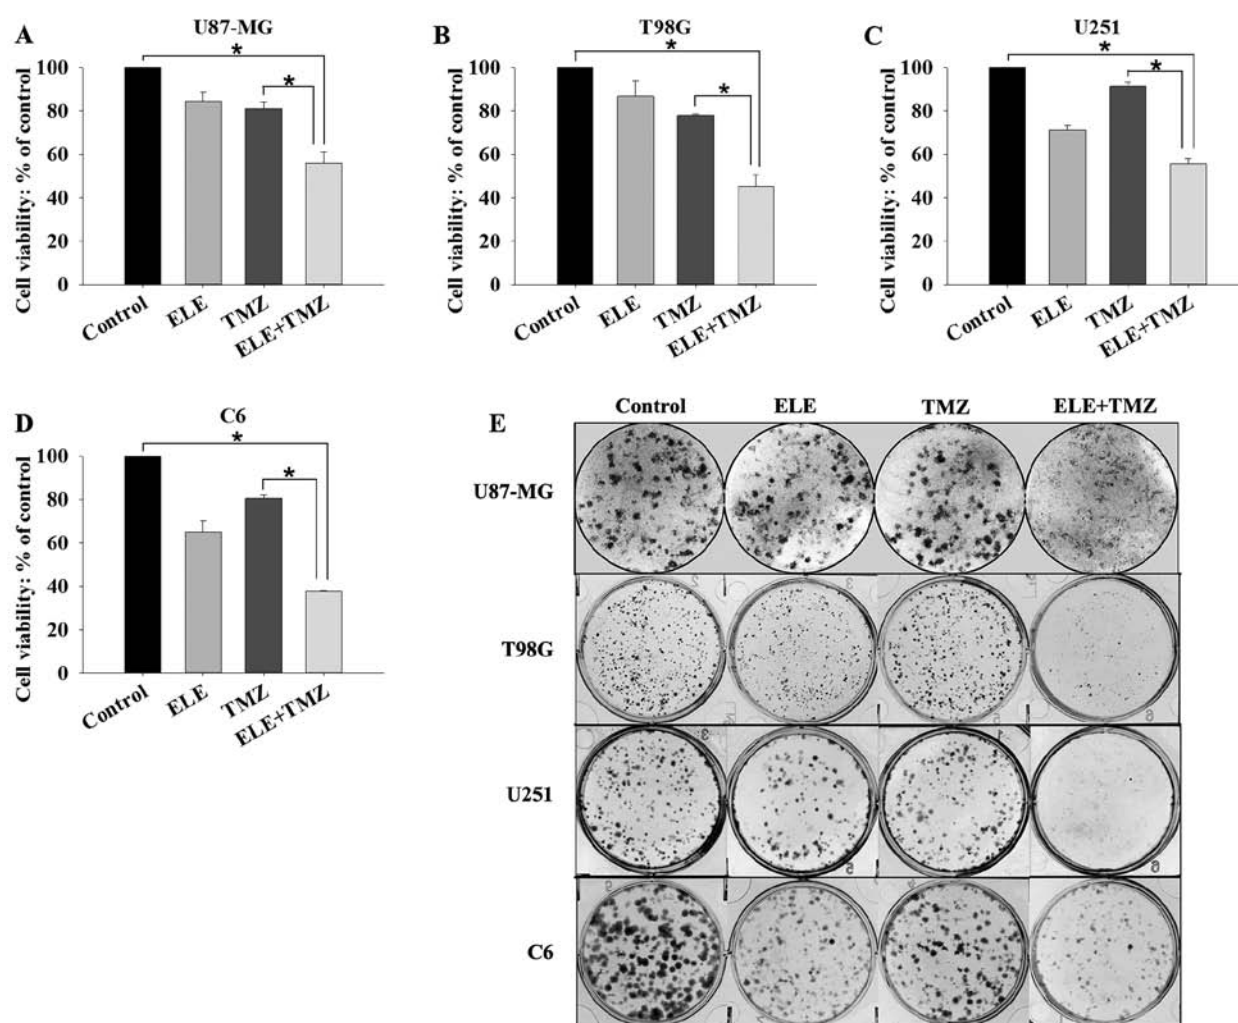 A
U87-MG
*
*
Cell viability: % of control
100
80
60
40
20
0
Control
ELE
TMZ
ELE+TMZ
B
T98G
*
*
Cell viability: % of control
100
80
60
40
20
0
Control
ELE
TMZ
ELE+TMZ
C
U251
*
*
Cell viability: % of control
100
80
60
40
20
0
Control
ELE
TMZ
ELE+TMZ
D
C6
*
*
Cell viability: % of control
100
80
60
40
20
0
Control
ELE
TMZ
ELE+TMZ
E
Control
ELE
TMZ
ELE+TMZ
U87-MG
T98G
U251
C6